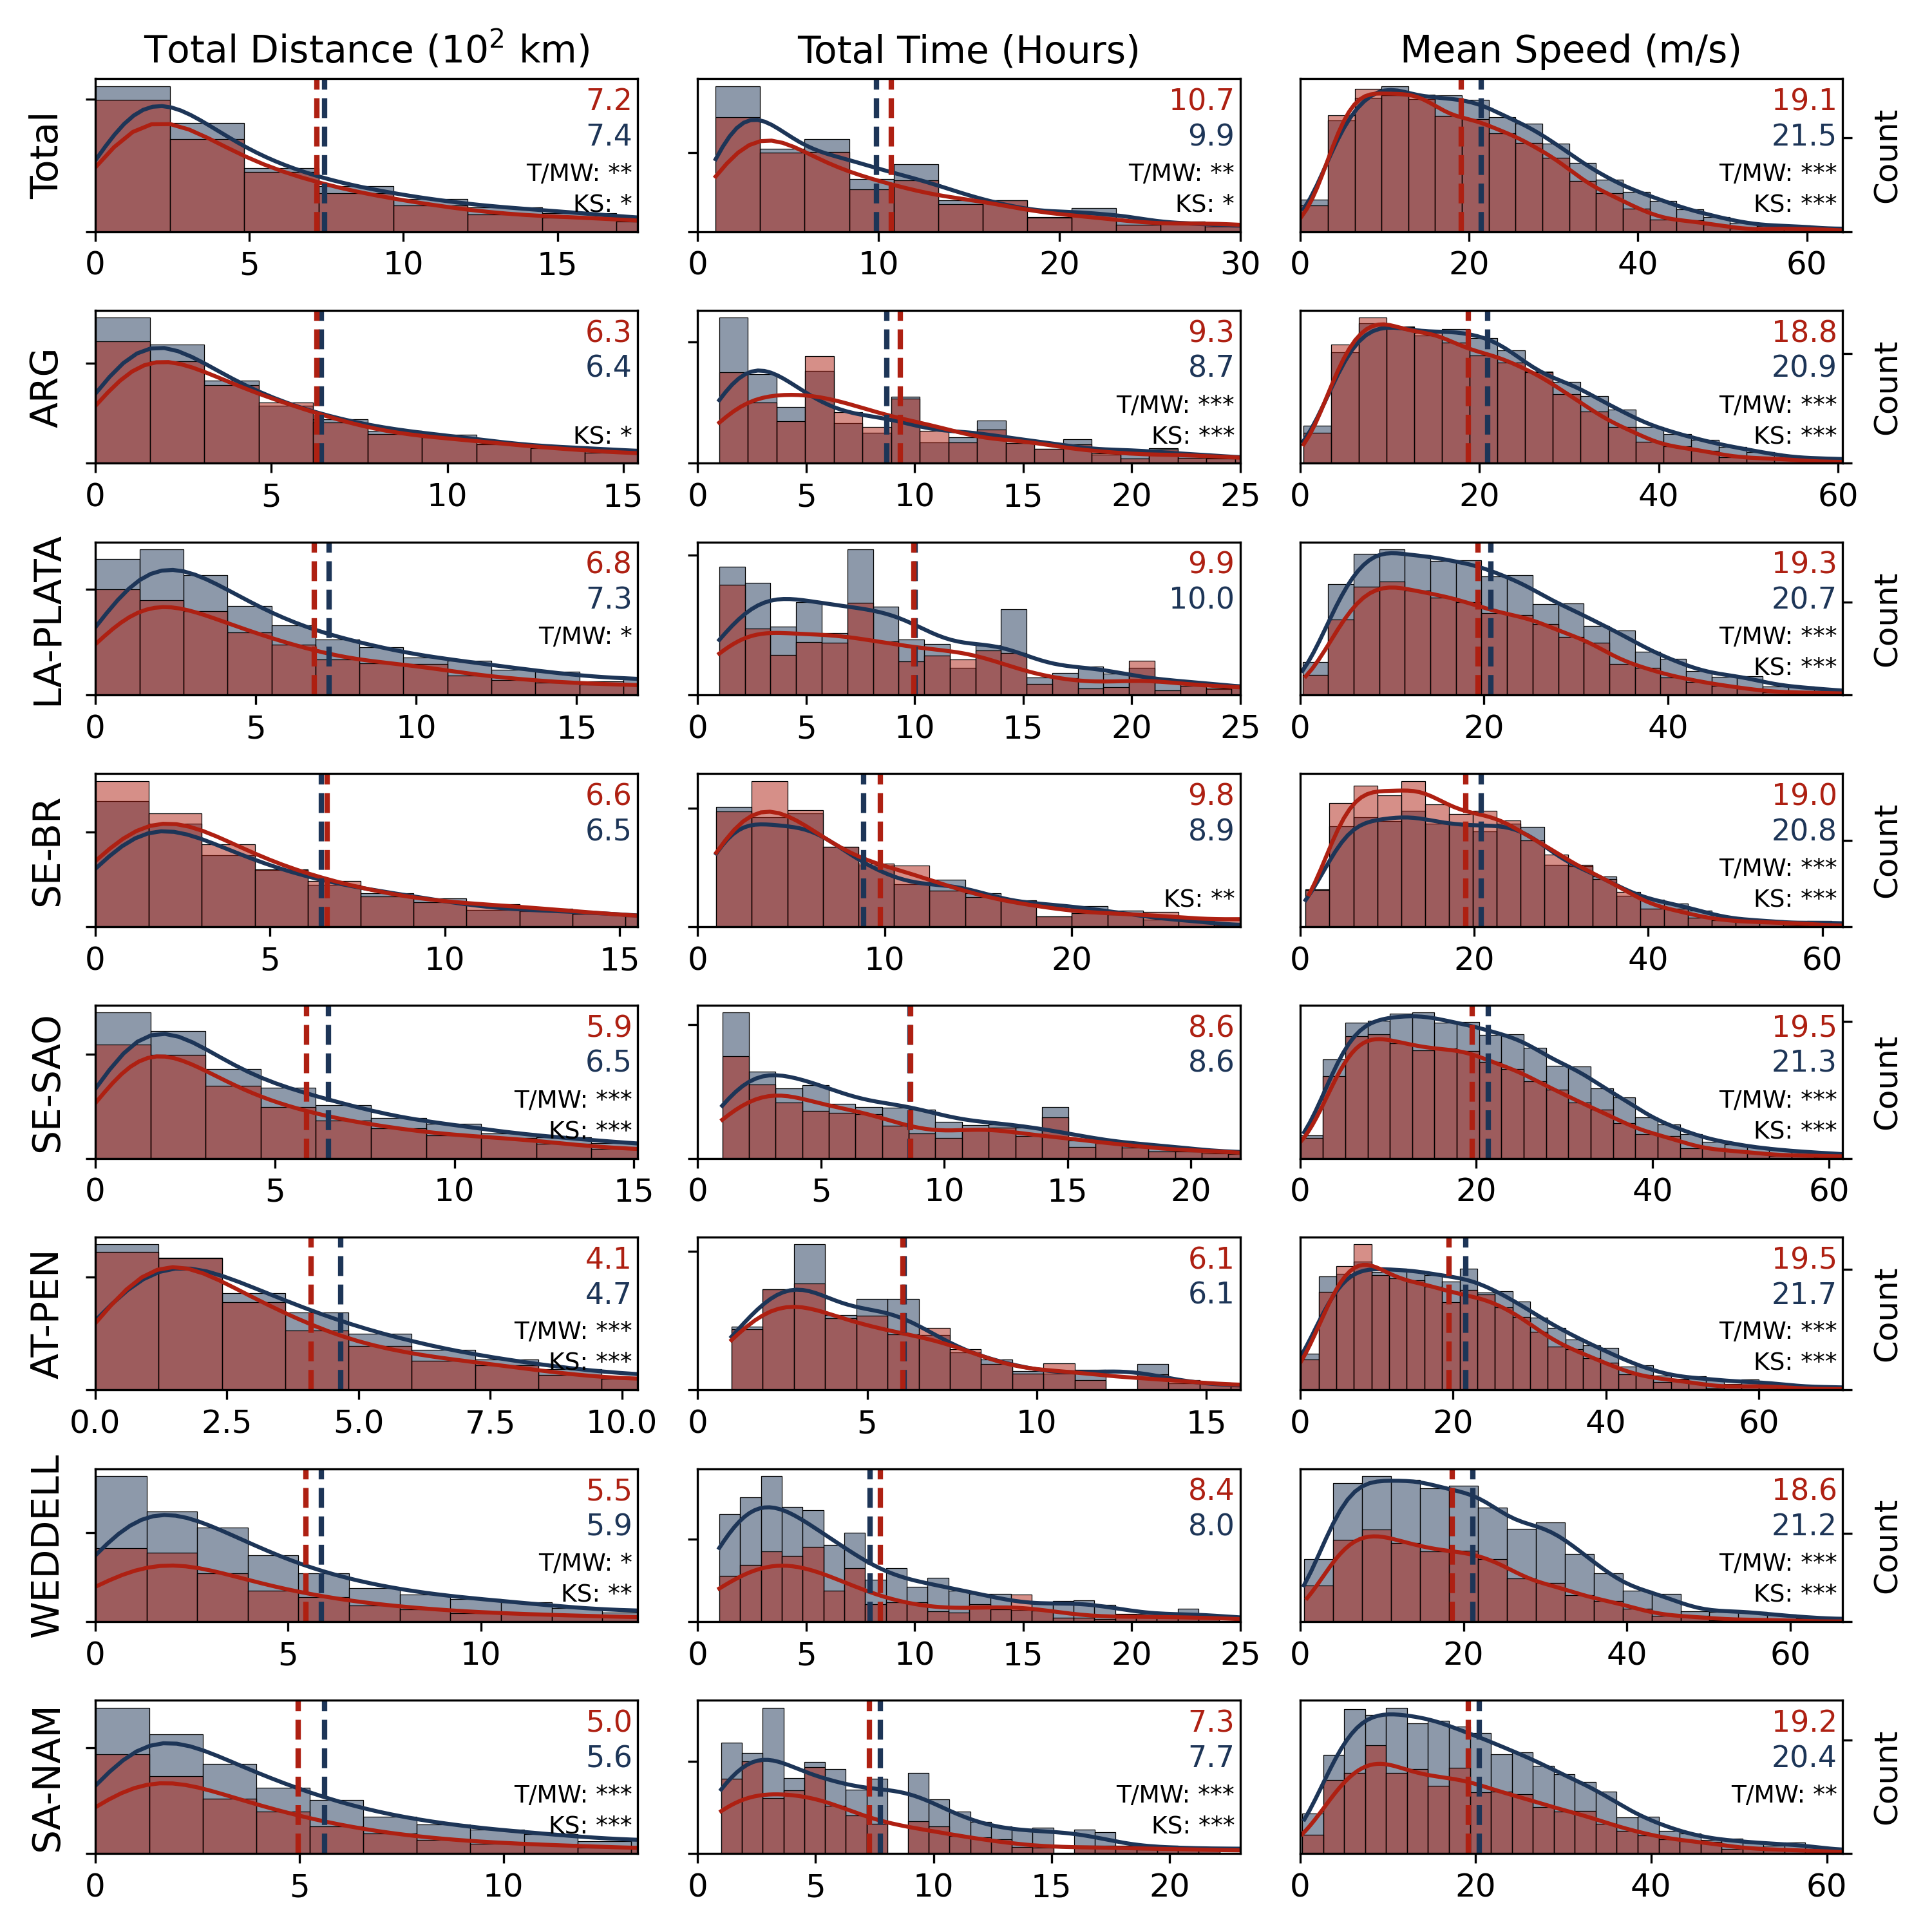 Total Distance (10² km) Total Time (Hours) Mean Speed (m/s)
Total
7.2
7.4
T/MW: **
KS: *
0 5 10 15
10.7
9.9
T/MW: **
KS: *
0 10 20 30
19.1
21.5
T/MW: ***
KS: ***
0 20 40 60
Count
ARG
6.3
6.4
KS: *
0 5 10 15
9.3
8.7
T/MW: ***
KS: ***
0 5 10 15 20 25
18.8
20.9
T/MW: ***
KS: ***
0 20 40 60
Count
LA-PLATA
6.8
7.3
T/MW: *
0 5 10 15
9.9
10.0
0 5 10 15 20 25
19.3
20.7
T/MW: ***
KS: ***
0 20 40
Count
SE-BR
6.6
6.5
0 5 10 15
9.8
8.9
KS: **
0 10 20
19.0
20.8
T/MW: ***
KS: ***
0 20 40 60
Count
SE-SAO
5.9
6.5
T/MW: ***
KS: ***
0 5 10 15
8.6
8.6
0 5 10 15 20
19.5
21.3
T/MW: ***
KS: ***
0 20 40 60
Count
AT-PEN
4.1
4.7
T/MW: ***
KS: ***
0.0 2.5 5.0 7.5 10.0
6.1
6.1
0 5 10 15
19.5
21.7
T/MW: ***
KS: ***
0 20 40 60
Count
WEDDELL
5.5
5.9
T/MW: *
KS: **
0 5 10
8.4
8.0
0 5 10 15 20 25
18.6
21.2
T/MW: ***
KS: ***
0 20 40 60
Count
SA-NAM
5.0
5.6
T/MW: ***
KS: ***
0 5 10
7.3
7.7
T/MW: ***
KS: ***
0 5 10 15 20
19.2
20.4
T/MW: **
0 20 40 60
Count